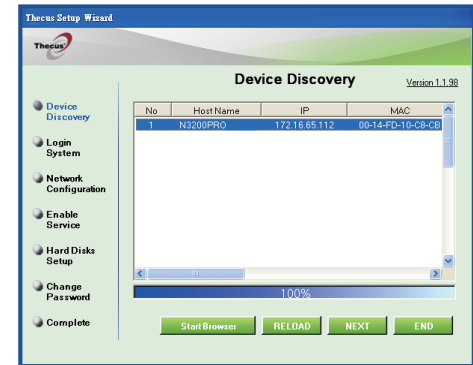 Thecus Setup Wizard
Thecus
Device Discovery
Version 1.1.98
Device
Discovery
Login
System
Network
Configuration
Enable
Service
Hard Disks
Setup
Change
Password
Complete
No Host Name IP MAC
1 N3200PRO 172.16.65.112 00-14-FD-10-C8-CB
100%
Start Browser RELOAD NEXT END